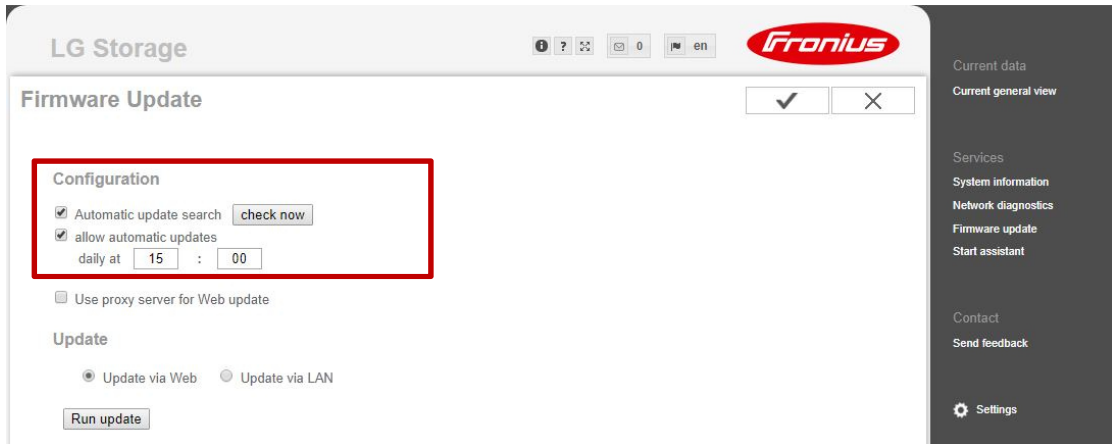 LG Storage
0
en
Fronius
Firmware Update
Configuration
Automatic update search check now
allow automatic updates
daily at 15 : 00
Use proxy server for Web update
Update
Update via Web Update via LAN
Run update
Current data
Current general view
Services
System information
Network diagnostics
Firmware update
Start assistant
Contact
Send feedback
Settings